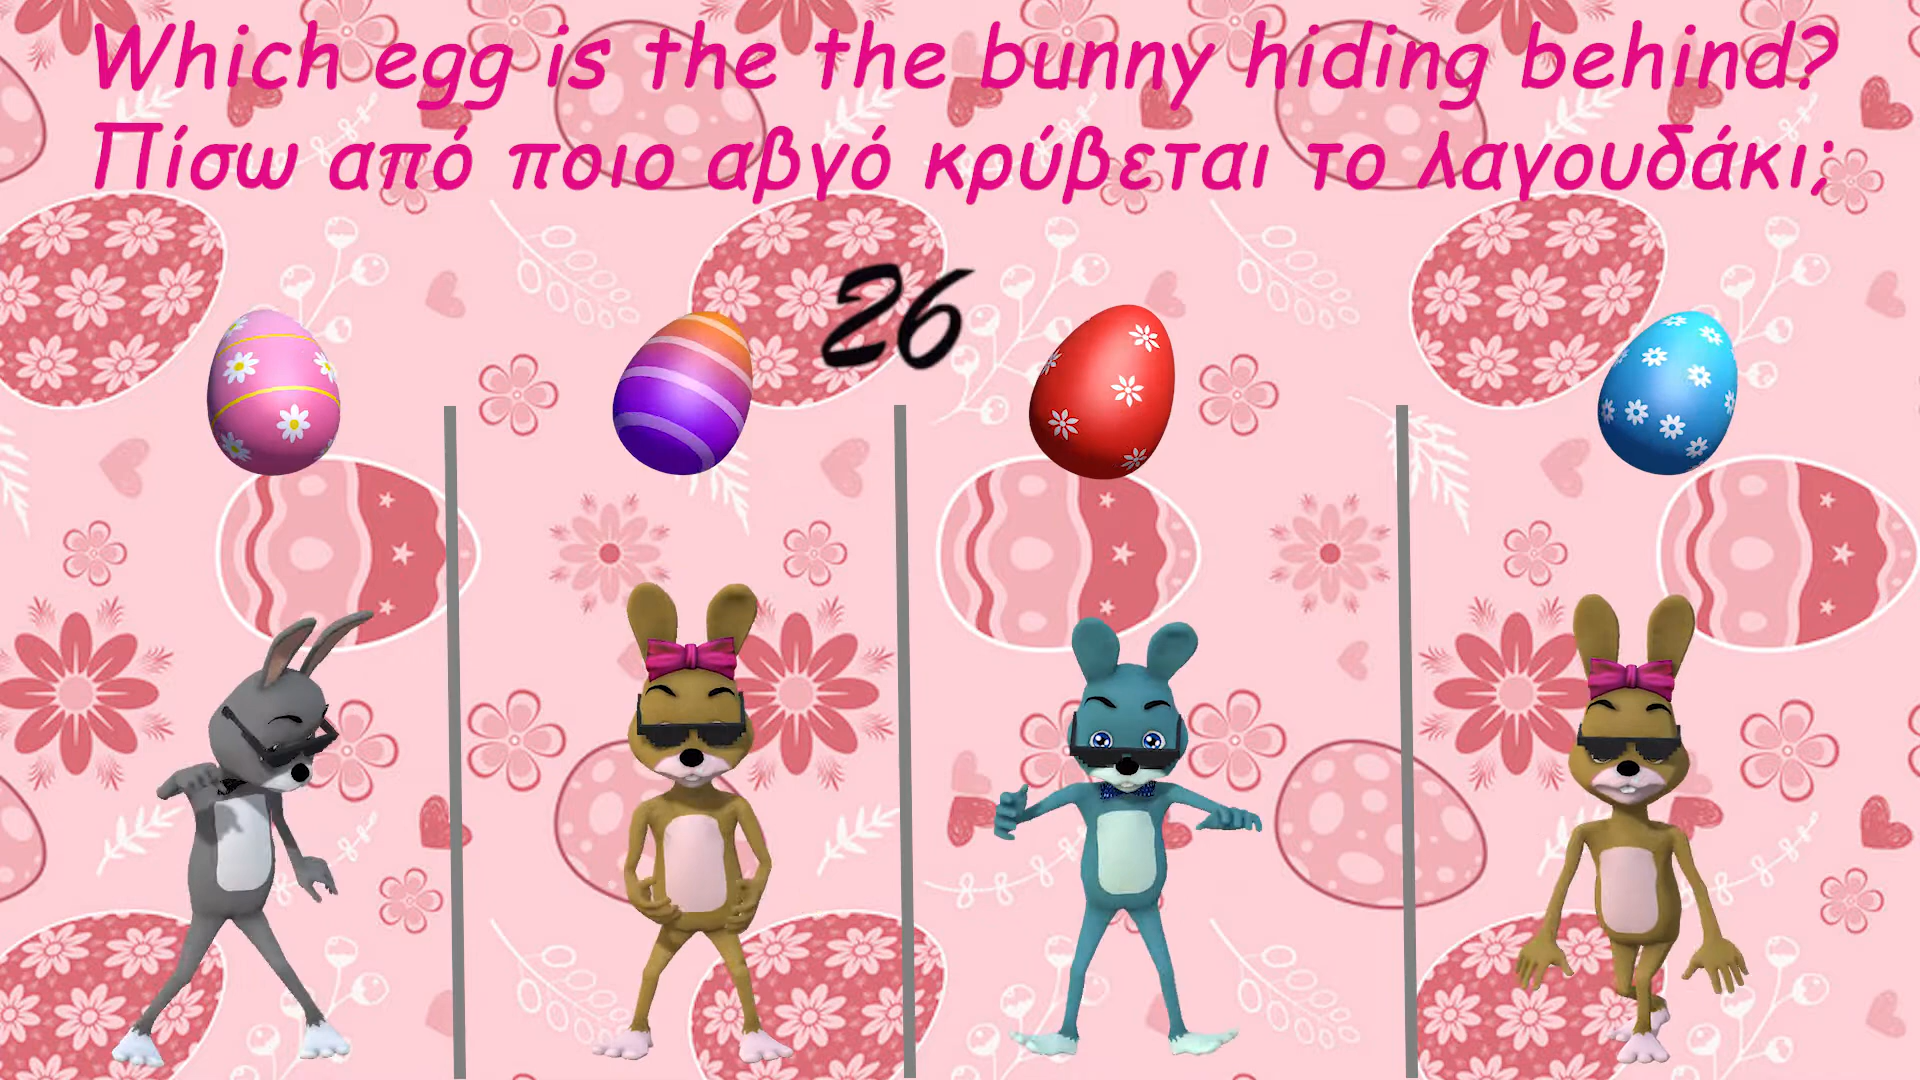 Which egg is the the bunny hiding behind?
Πίσω από ποιο αβγό κρύβεται το λαγουδάκι;
26